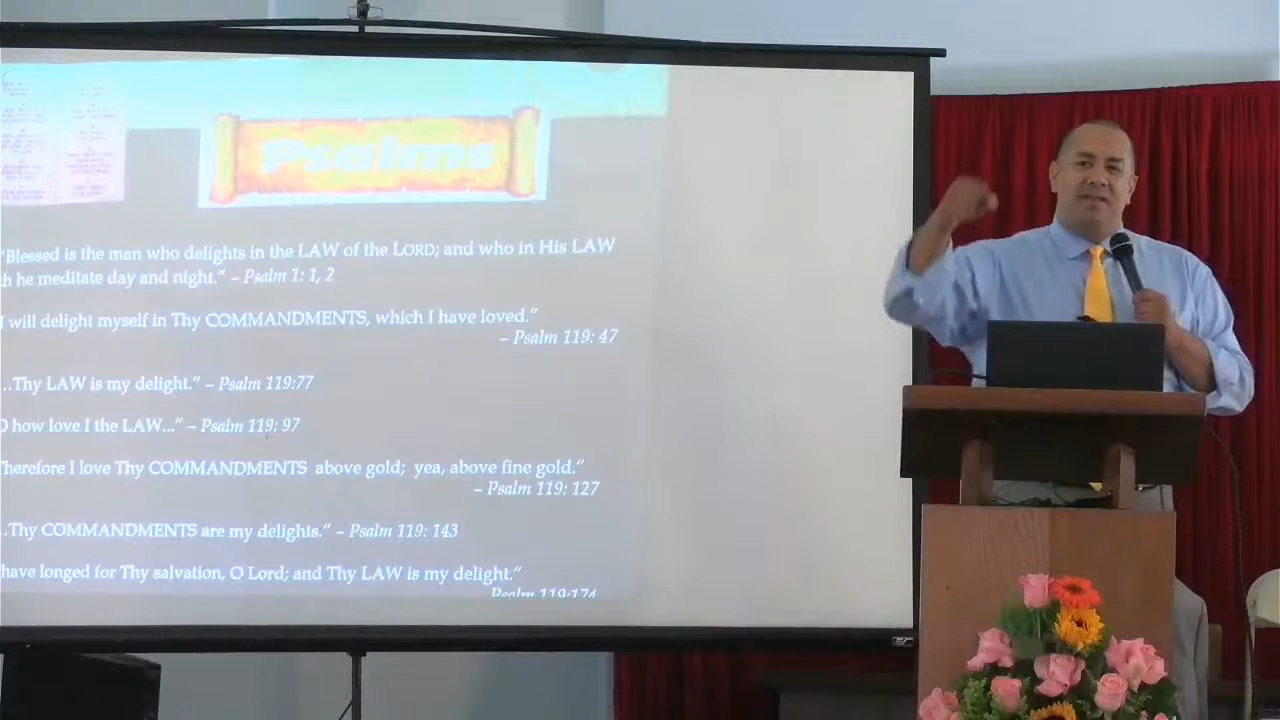 Psalms
"Blessed is the man who delights in the LAW of the LORD; and who in His LAW
he meditate day and night." – Psalm 1: 1, 2
I will delight myself in Thy COMMANDMENTS, which I have loved."
– Psalm 119: 47
..Thy LAW is my delight." – Psalm 119:77
how love I the LAW..." – Psalm 119: 97
Therefore I love Thy COMMANDMENTS above gold; yea, above fine gold."
– Psalm 119: 127
..Thy COMMANDMENTS are my delights." – Psalm 119: 143
have longed for Thy salvation, O Lord; and Thy LAW is my delight."
Psalm 119:174